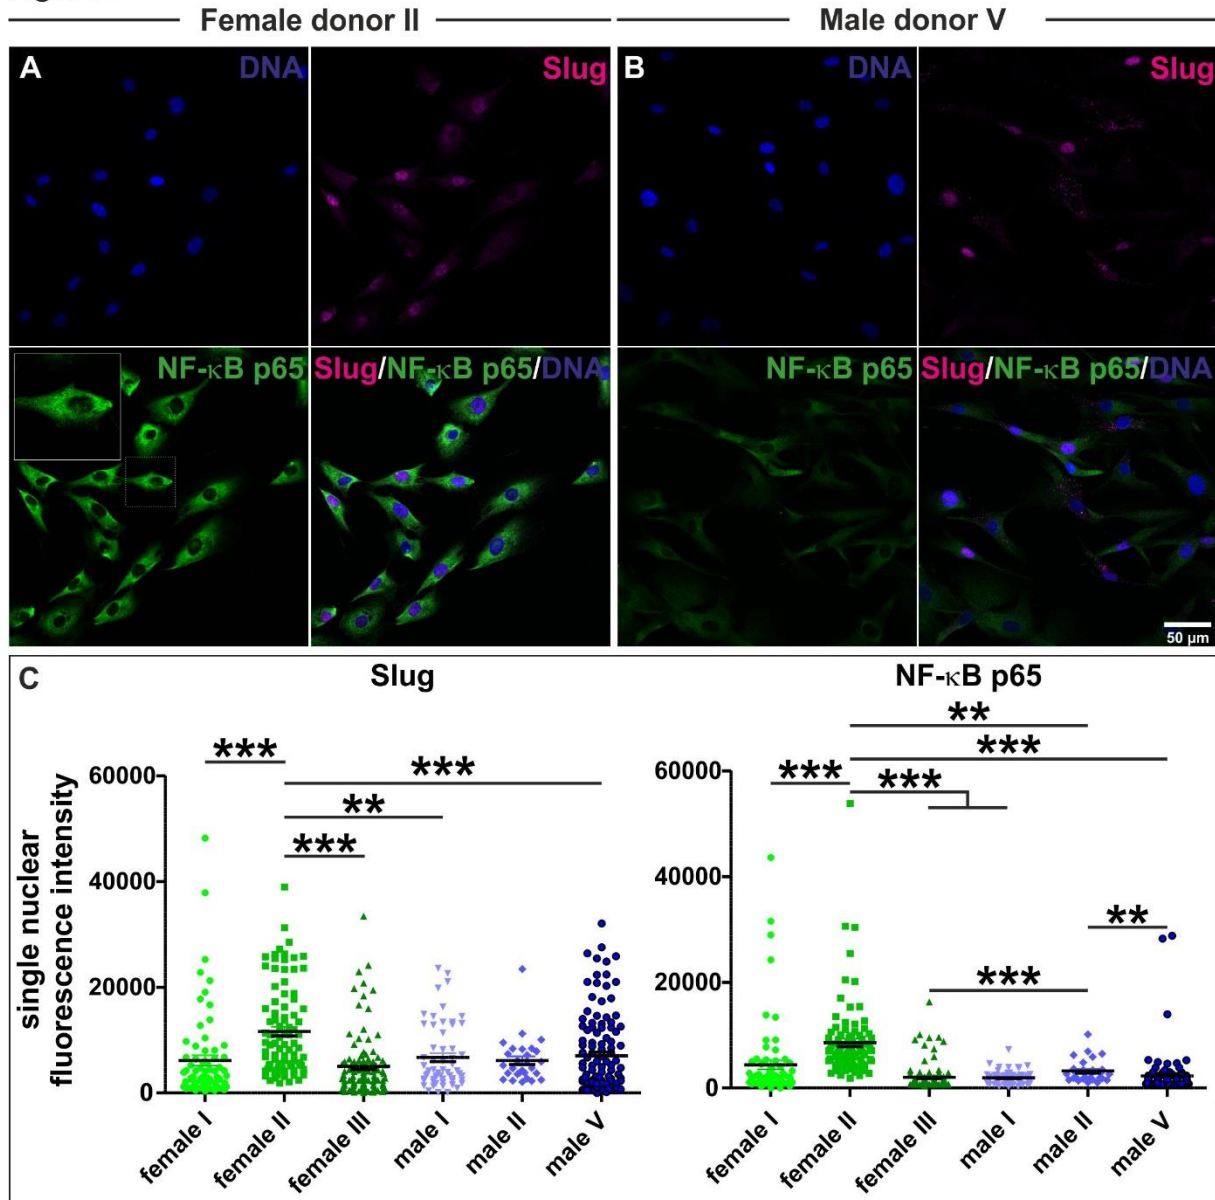 Female donor II
Male donor V
A
DNA
Slug
B
DNA
Slug
NF-κB p65
Slug/NF-κB p65/DNA
NF-κB p65
Slug/NF-κB p65/DNA
50 µm
C
Slug
NF-κB p65
single nuclear
fluorescence intensity
60000
40000
20000
0
***
***
**
***
female I
female II
female III
male I
male II
male V
60000
40000
20000
0
**
***
***
***
**
***
female I
female II
female III
male I
male II
male V